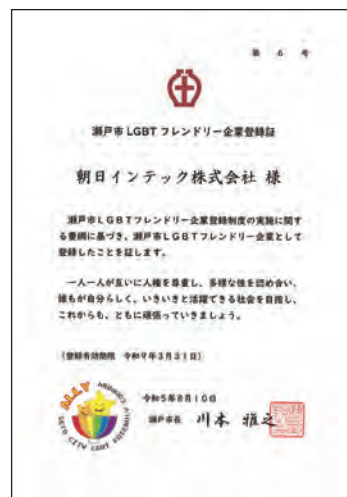 第 6 号
瀬戸市 LGBT フレンドリー企業登録証
朝日インテック株式会社 様
瀬戸市LGBTフレンドリー企業登録制度の実施に関す
る要綱に基づき、瀬戸市LGBTフレンドリー企業として
登録したことを証します。
一人一人が互いに人権を尊重し、多様な性を認め合い、
誰もが自分らしく、いきいきと活躍できる社会を目指し、
これからも、ともに頑張っていきましょう。
(登録有効期限 令和9年3月31日)
令和5年8月10日
瀬戸市長 川本 雅之
ALLY
SETO CITY LGBT FRIENDLY